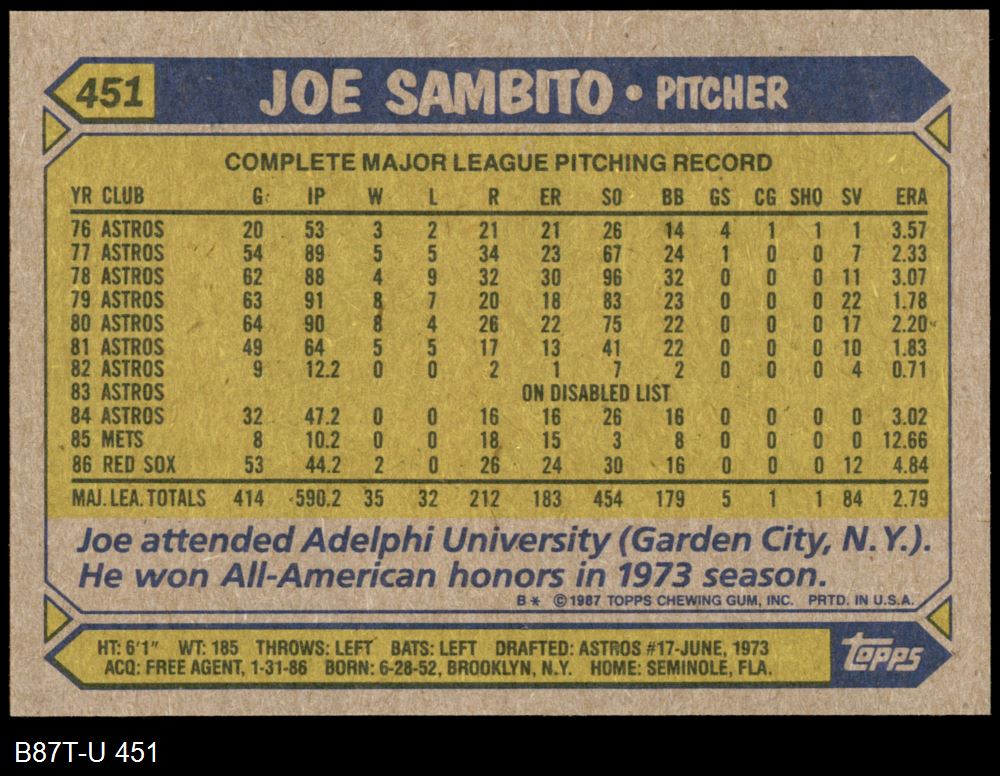 451 JOE SAMBITO • PITCHER
COMPLETE MAJOR LEAGUE PITCHING RECORD
YR CLUB G IP W L R ER SO BB GS CG SHO SV ERA
76 ASTROS 20 53 3 2 21 21 26 14 4 1 1 1 3.57
77 ASTROS 54 89 5 5 34 23 67 24 1 0 0 7 2.33
78 ASTROS 62 88 4 9 32 30 96 32 0 0 0 11 3.07
79 ASTROS 63 91 8 7 20 18 83 23 0 0 0 22 1.78
80 ASTROS 64 90 8 4 26 22 75 22 0 0 0 17 2.20
81 ASTROS 49 64 5 5 17 13 41 22 0 0 0 10 1.83
82 ASTROS 9 12.2 0 0 2 1 7 2 0 0 0 4 0.71
83 ASTROS ON DISABLED LIST
84 ASTROS 32 47.2 0 0 16 16 26 16 0 0 0 0 3.02
85 METS 8 10.2 0 0 18 15 3 8 0 0 0 0 12.66
86 RED SOX 53 44.2 2 0 26 24 30 16 0 0 0 12 4.84
MAJ. LEA. TOTALS 414 590.2 35 32 212 183 454 179 5 1 1 84 2.79
Joe attended Adelphi University (Garden City, N.Y.).
He won All-American honors in 1973 season.
B* ©1987 TOPPS CHEWING GUM, INC. PRTD. IN U.S.A.
HT: 6'1" WT: 185 THROWS: LEFT BATS: LEFT DRAFTED: ASTROS #17-JUNE, 1973
ACQ: FREE AGENT, 1-31-86 BORN: 6-28-52, BROOKLYN, N.Y. HOME: SEMINOLE, FLA.
Topps
B87T-U 451